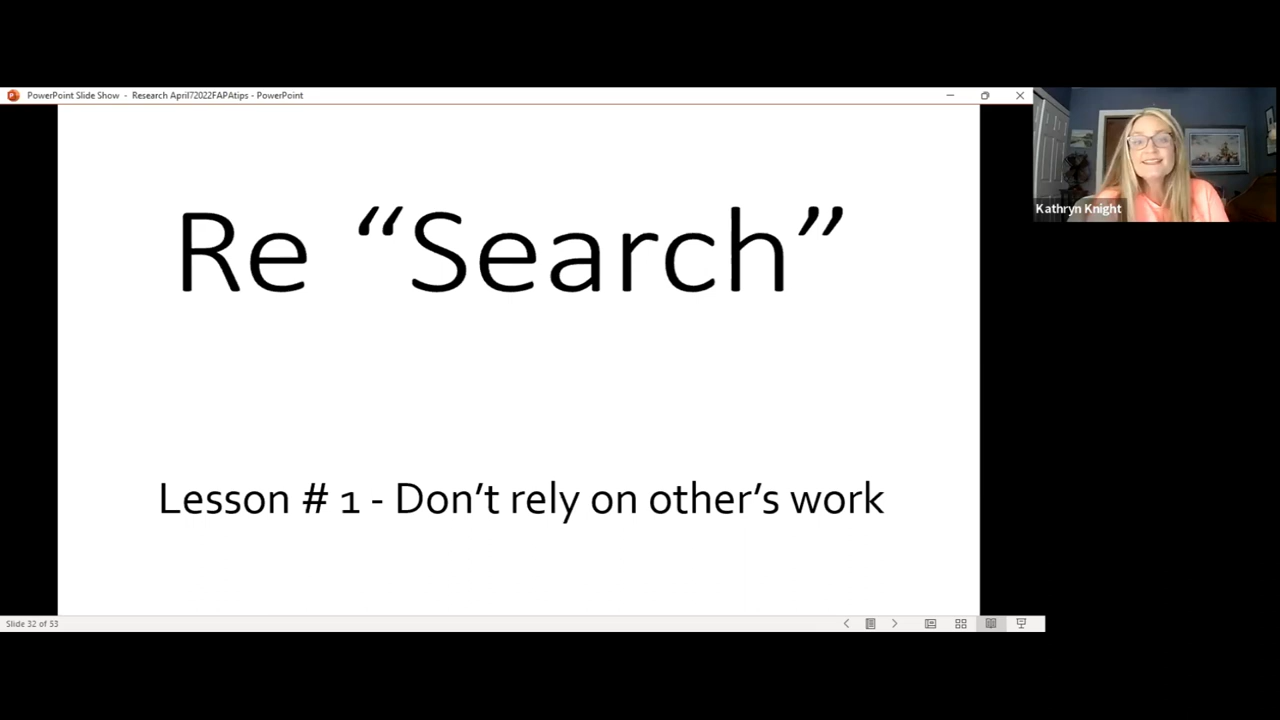 PowerPoint Slide Show - Research April72022FAPAtips - PowerPoint
Kathryn Knight
Re “Search”
Lesson # 1 - Don’t rely on other’s work
Slide 32 of 53